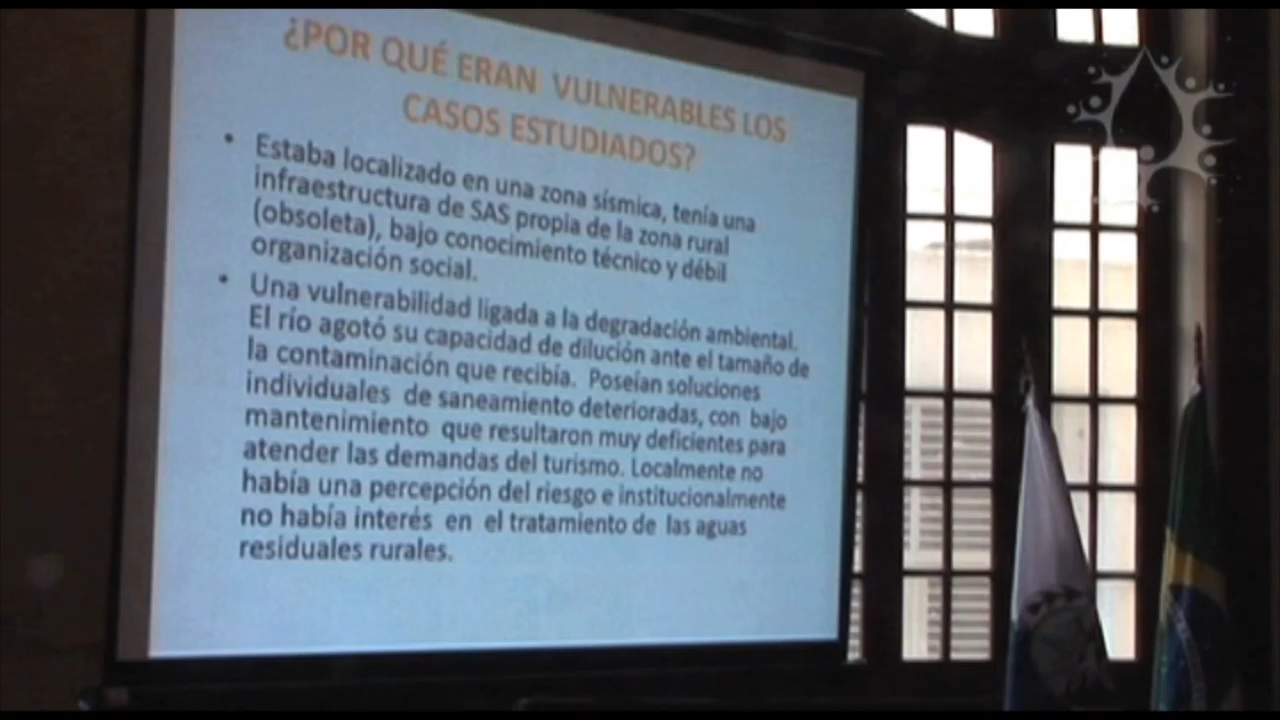 ¿POR QUÉ ERAN VULNERABLES LOS
CASOS ESTUDIADOS?
• Estaba localizado en una zona sísmica, tenía una
infraestructura de SAS propia de la zona rural
(obsoleta), bajo conocimiento técnico y débil
organización social.
• Una vulnerabilidad ligada a la degradación ambiental.
El río agotó su capacidad de dilución ante el tamaño de
la contaminación que recibía. Poseían soluciones
individuales de saneamiento deterioradas, con bajo
mantenimiento que resultaron muy deficientes para
atender las demandas del turismo. Localmente no
había una percepción del riesgo e institucionalmente
no había interés en el tratamiento de las aguas
residuales rurales.